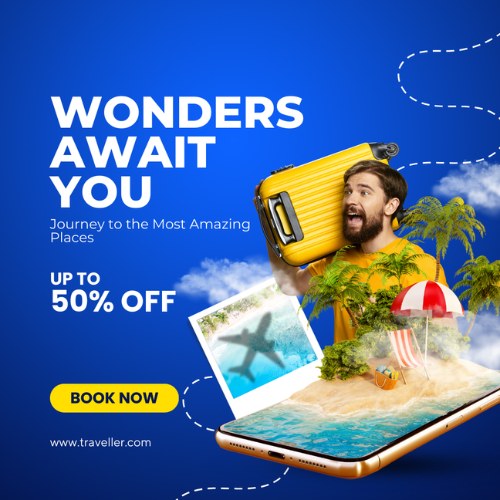 WONDERS
AWAIT
YOU
Journey to the Most Amazing
Places
UP TO
50% OFF
BOOK NOW
www.traveller.com